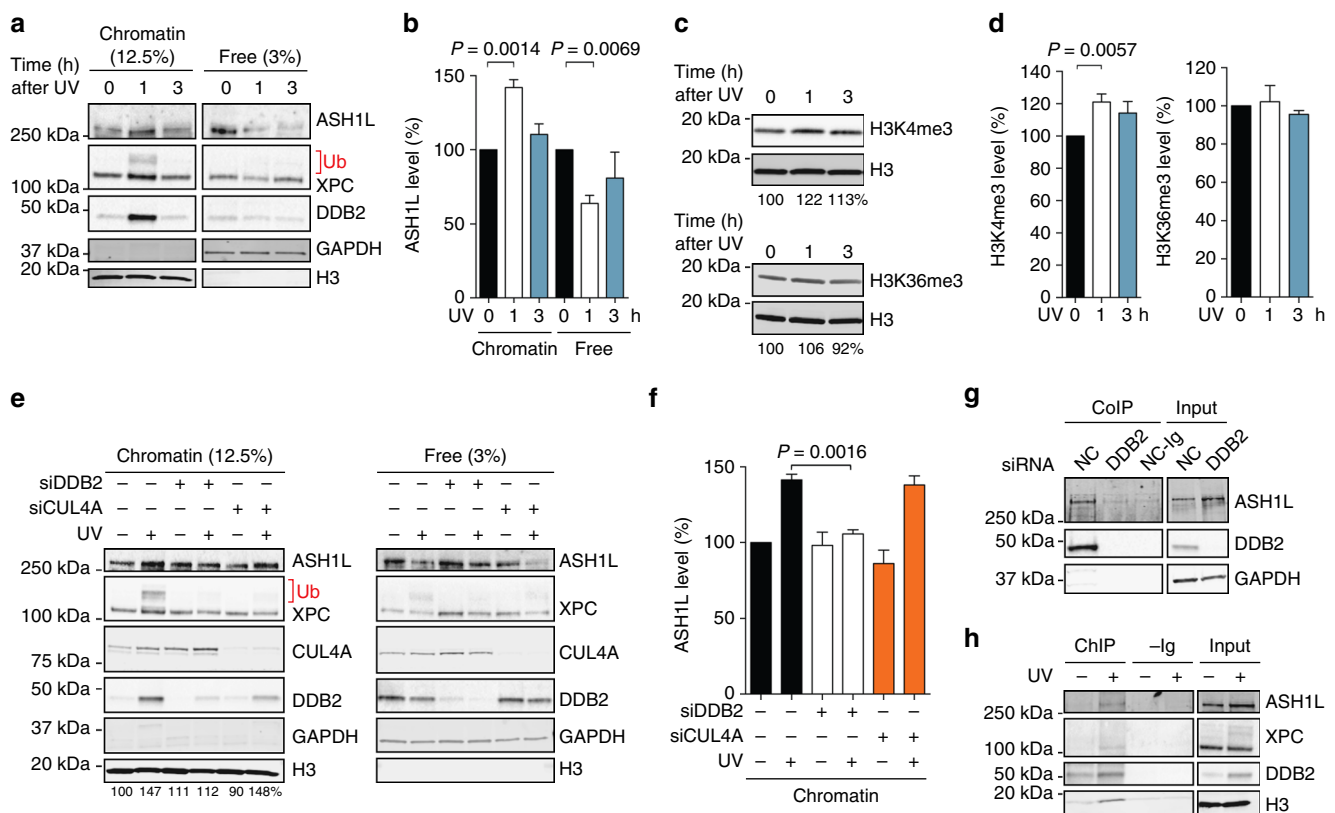 a
Chromatin (12.5%)
Free (3%)
Time (h) after UV
0 1 3 0 1 3
250 kDa
ASH1L
Ub
100 kDa
XPC
50 kDa
DDB2
37 kDa
GAPDH
20 kDa
H3
b
P = 0.0014 P = 0.0069
ASH1L level (%)
150
100
50
0
UV 0 1 3 0 1 3 h
Chromatin Free
c
Time (h) after UV
0 1 3
20 kDa
H3K4me3
20 kDa
H3
100 122 113%
Time (h) after UV
0 1 3
20 kDa
H3K36me3
20 kDa
H3
100 106 92%
d
P = 0.0057
H3K4me3 level (%)
140
120
100
80
60
40
20
0
UV 0 1 3
H3K36me3 level (%)
120
100
80
60
40
20
0
0 1 3 h
e
Chromatin (12.5%) Free (3%)
siDDB2 – – + + – – – – + + – –
siCUL4A – – – – + + – – – – + +
UV – + – + – + – + – + – +
250 kDa ASH1L ASH1L
Ub
100 kDa XPC XPC
75 kDa CUL4A CUL4A
50 kDa DDB2 DDB2
37 kDa GAPDH GAPDH
20 kDa H3 H3
100 147 111 112 90 148%
f
P = 0.0016
ASH1L level (%)
150
100
50
0
siDDB2 – – + + – –
siCUL4A – – – – + +
UV – + – + – +
Chromatin
g
CoIP Input
siRNA NC DDB2 NC-Ig NC DDB2
250 kDa ASH1L
50 kDa DDB2
37 kDa GAPDH
h
ChIP –Ig Input
UV – + – + – +
250 kDa ASH1L
100 kDa XPC
50 kDa DDB2
20 kDa H3